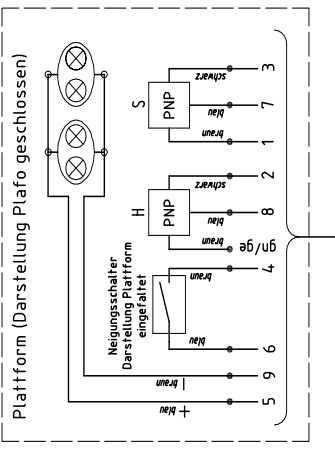 Plattform (Darstellung Plafo geschlossen)
S
PNP
schwarz
3
blau
7
braun
1
H
PNP
schwarz
2
blau
8
braun
gn/ge
Neigungsschalter
Darstellung Plattform
eingefaltet
braun
4
blau
6
– braun
9
+ blau
5